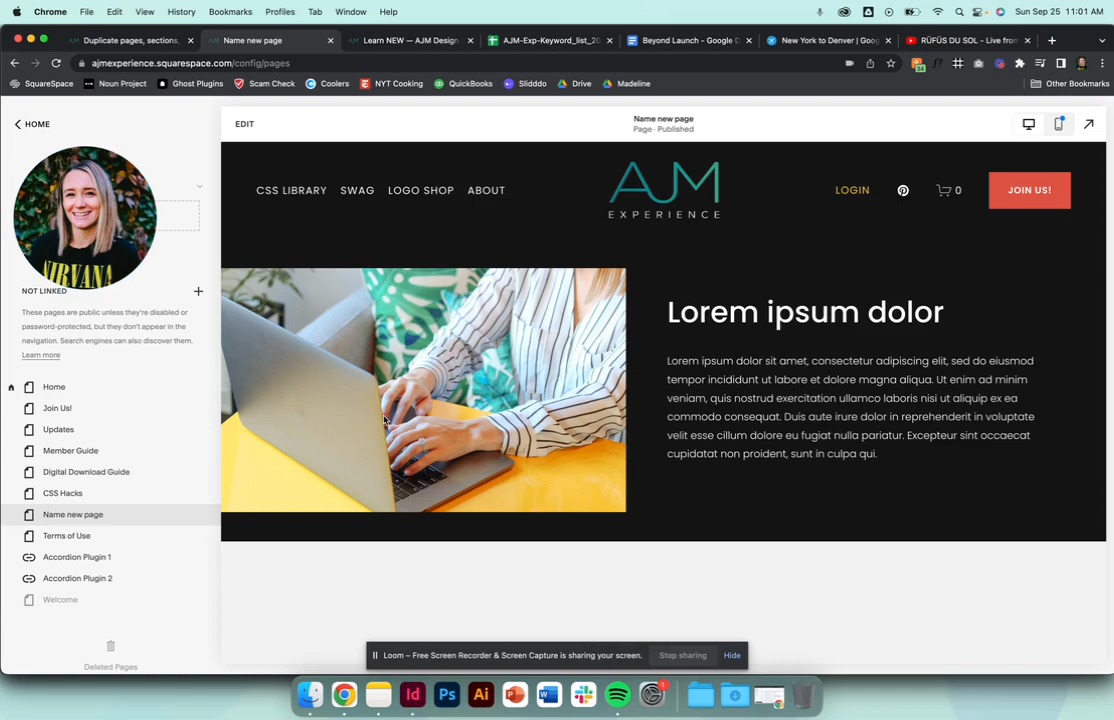 Chrome File Edit View History Bookmarks Profiles Tab Window Help
Sun Sep 25 11:01 AM
Duplicate pages, sections,
Name new page
Learn NEW — AJM Design
AJM-Exp-Keyword_list_20
Beyond Launch - Google D
New York to Denver | Goog
RÜFÜS DU SOL - Live from
ajmexperience.squarespace.com/config/pages
SquareSpace
Noun Project
Ghost Plugins
Scam Check
Coolers
NYT Cooking
QuickBooks
Slidddo
Drive
Madeline
Other Bookmarks
HOME
EDIT
Name new page
Page · Published
CSS LIBRARY SWAG LOGO SHOP ABOUT
AJM
EXPERIENCE
LOGIN
0
JOIN US!
NIRVANA
NOT LINKED
These pages are public unless they're disabled or
password-protected, but they don't appear in the
navigation. Search engines can also discover them.
Learn more
Home
Join Us!
Updates
Member Guide
Digital Download Guide
CSS Hacks
Name new page
Terms of Use
Accordion Plugin 1
Accordion Plugin 2
Welcome
Deleted Pages
Lorem ipsum dolor
Lorem ipsum dolor sit amet, consectetur adipiscing elit, sed do eiusmod
tempor incididunt ut labore et dolore magna aliqua. Ut enim ad minim
veniam, quis nostrud exercitation ullamco laboris nisi ut aliquip ex ea
commodo consequat. Duis aute irure dolor in reprehenderit in voluptate
velit esse cillum dolore eu fugiat nulla pariatur. Excepteur sint occaecat
cupidatat non proident, sunt in culpa qui.
Loom – Free Screen Recorder & Screen Capture is sharing your screen.
Stop sharing
Hide
Id
Ps
Ai
P
W
1